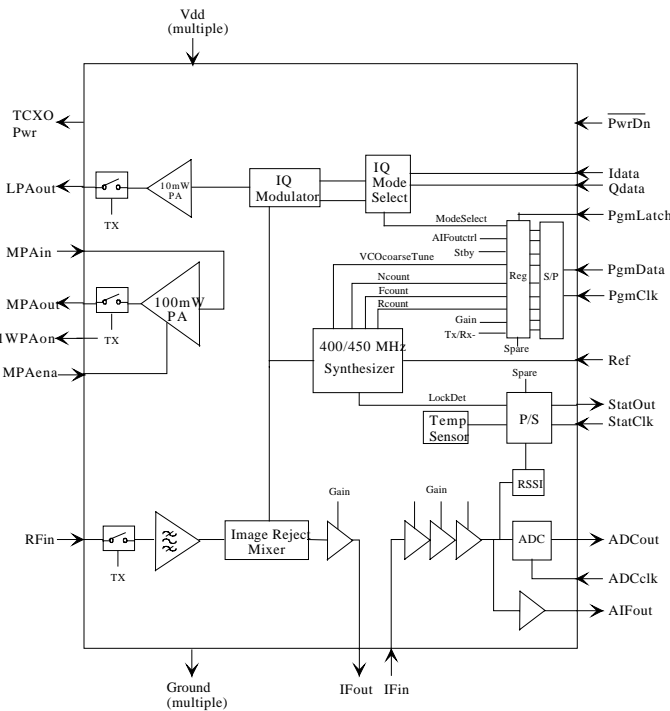 Vdd
(multiple)
TCXO
Pwr
PwrDn
LPAout
TX
10mW
PA
IQ
Modulator
IQ
Mode
Select
Idata
Qdata
ModeSelect
PgmLatch
AIFoutctrl
Stby
MPAin
VCOcoarseTune
Reg
S/P
PgmData
Ncount
MPAout
TX
100mW
PA
Fcount
PgmClk
Rcount
1WPAon
Gain
Tx/Rx-
Spare
400/450 MHz
Synthesizer
Ref
MPAena
Spare
LockDet
StatOut
Temp
Sensor
P/S
StatClk
RSSI
Gain
Gain
RFin
TX
Image Reject
Mixer
ADC
ADCout
ADCclk
AIFout
Ground
(multiple)
IFout
IFin